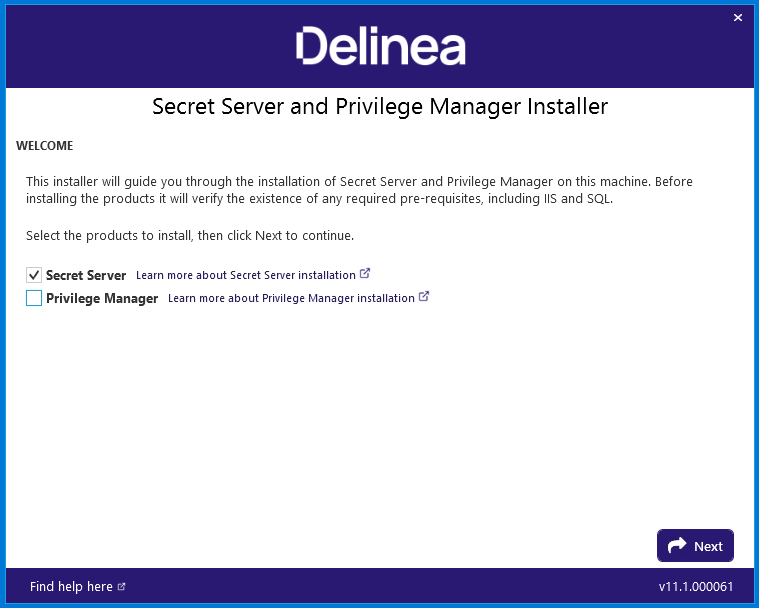 Delinea
Secret Server and Privilege Manager Installer
WELCOME
This installer will guide you through the installation of Secret Server and Privilege Manager on this machine. Before
installing the products it will verify the existence of any required pre-requisites, including IIS and SQL.
Select the products to install, then click Next to continue.
Secret Server Learn more about Secret Server installation
Privilege Manager Learn more about Privilege Manager installation
Next
Find help here v11.1.000061